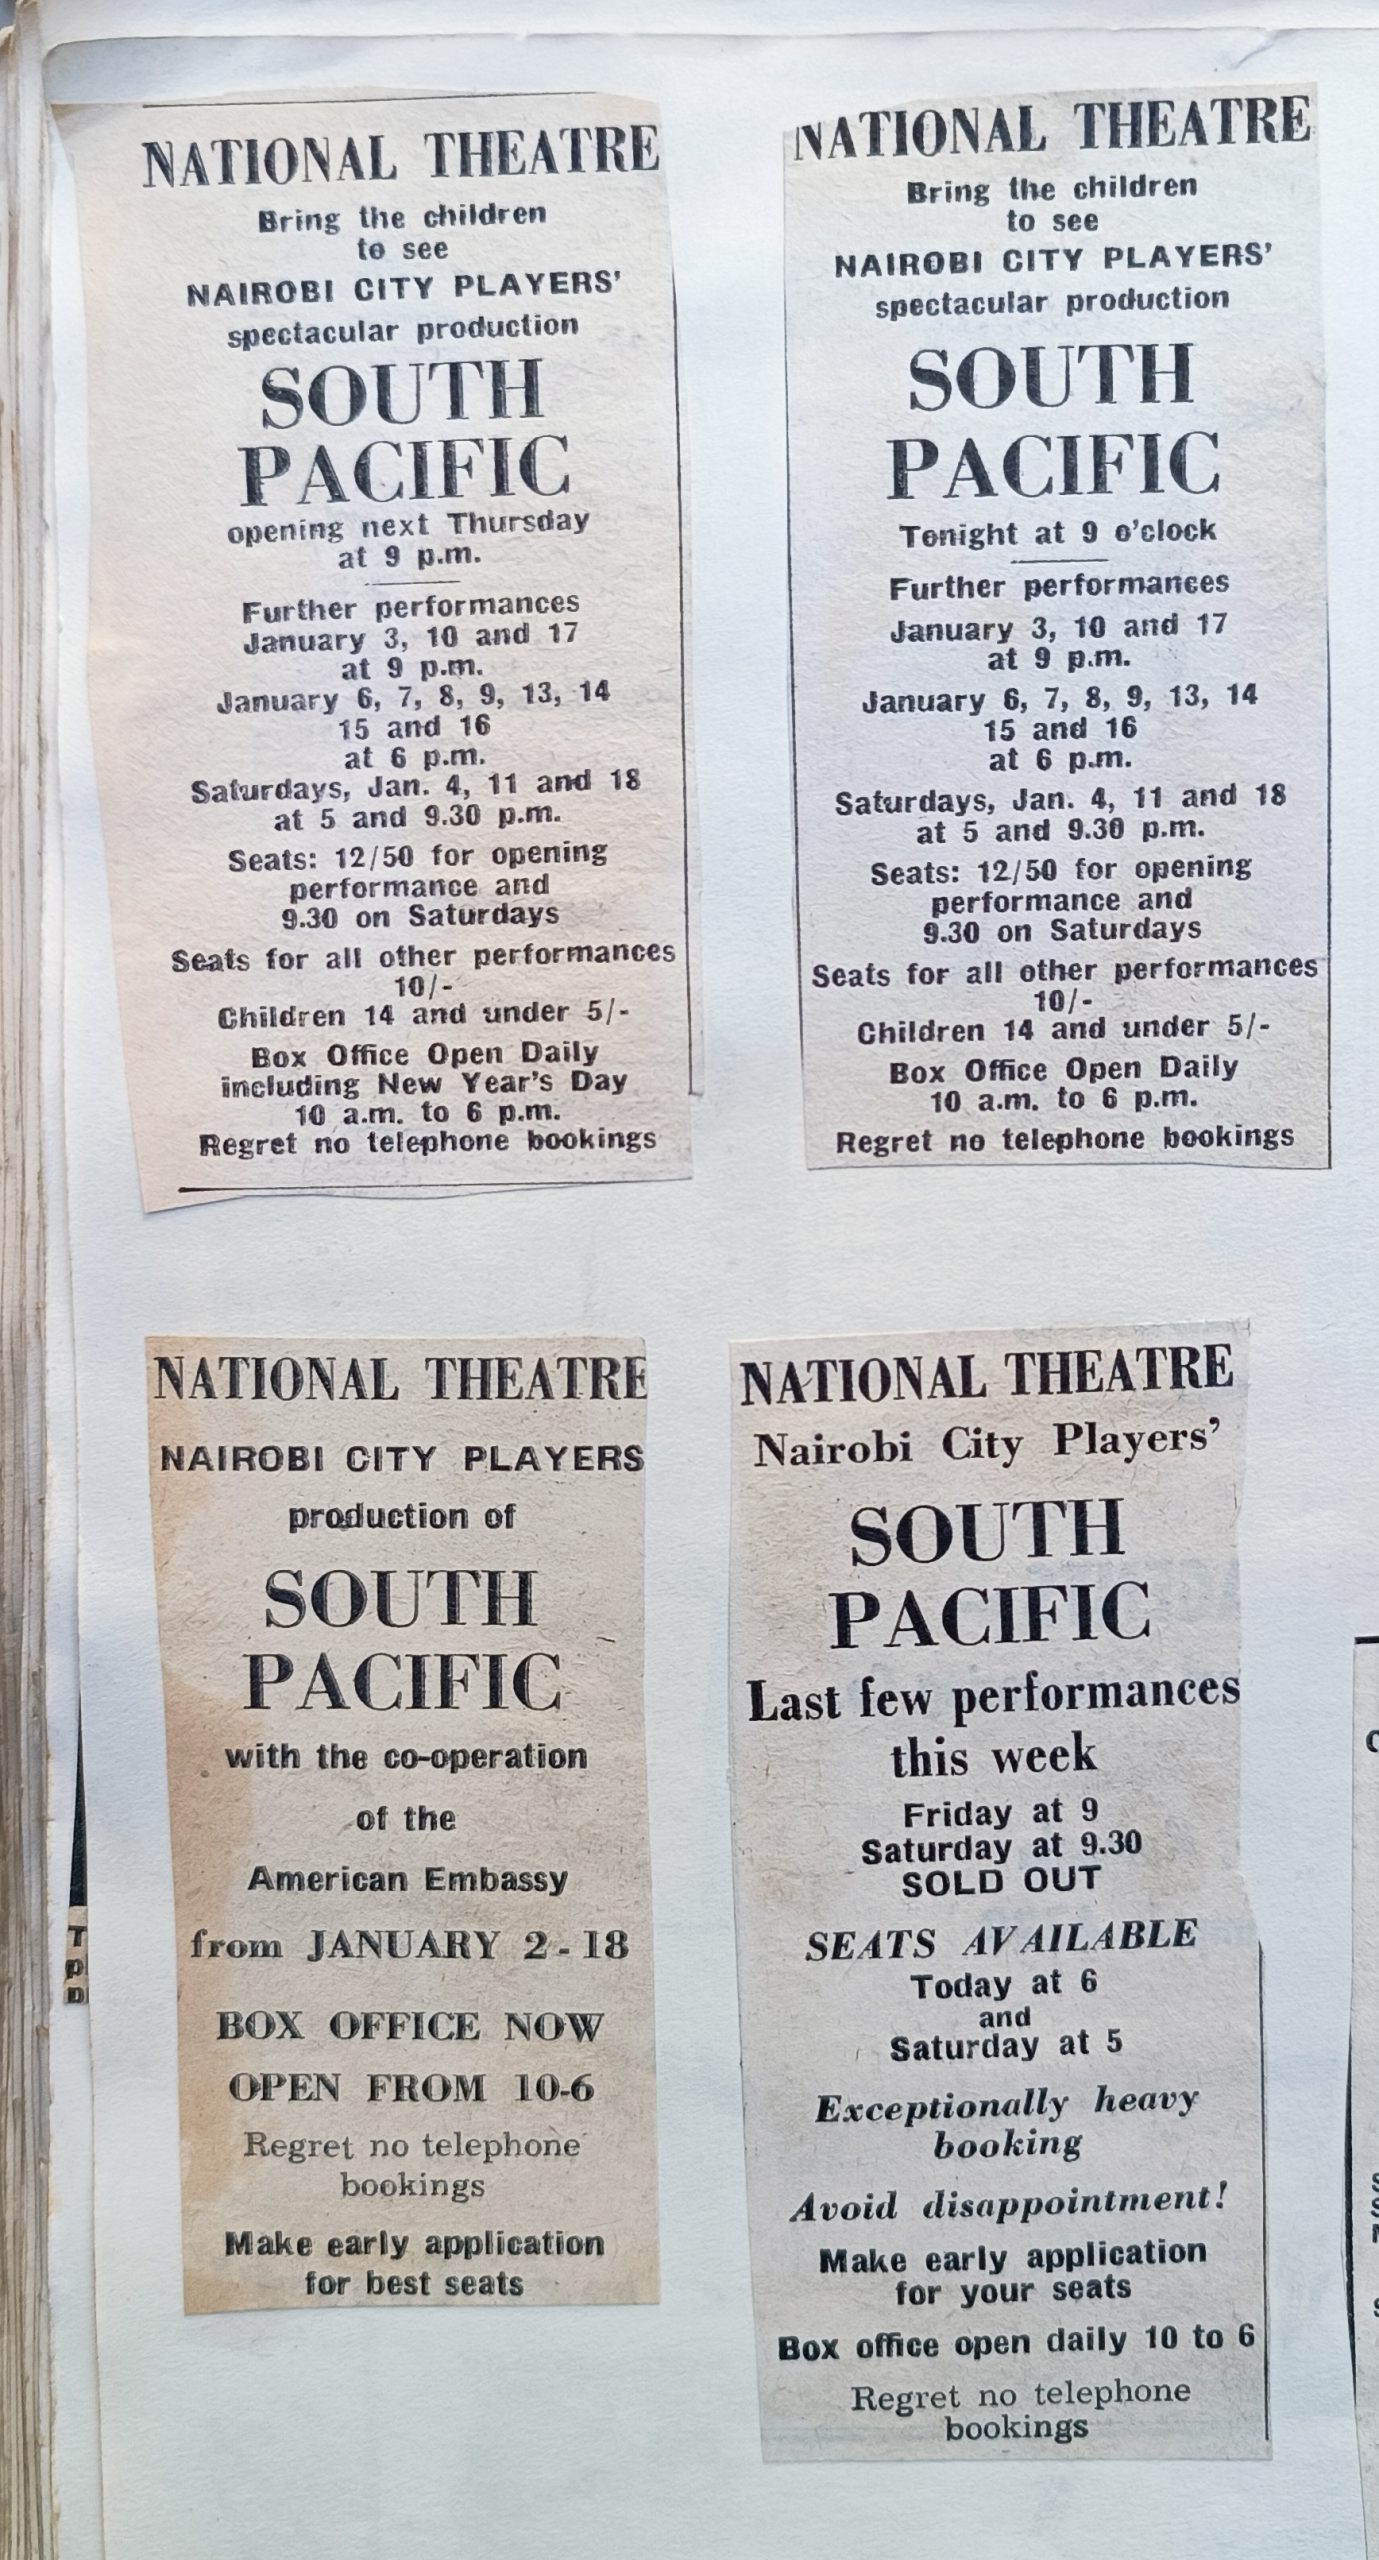 NATIONAL THEATRE
Bring the children
to see
NAIROBI CITY PLAYERS'
spectacular production
SOUTH
PACIFIC
opening next Thursday
at 9 p.m.
Further performances
January 3, 10 and 17
at 9 p.m.
January 6, 7, 8, 9, 13, 14
15 and 16
at 6 p.m.
Saturdays, Jan. 4, 11 and 18
at 5 and 9.30 p.m.
Seats: 12/50 for opening
performance and
9.30 on Saturdays
Seats for all other performances
10/-
Children 14 and under 5/-
Box Office Open Daily
including New Year's Day
10 a.m. to 6 p.m.
Regret no telephone bookings
NATIONAL THEATRE
Bring the children
to see
NAIROBI CITY PLAYERS'
spectacular production
SOUTH
PACIFIC
Tonight at 9 o'clock
Further performances
January 3, 10 and 17
at 9 p.m.
January 6, 7, 8, 9, 13, 14
15 and 16
at 6 p.m.
Saturdays, Jan. 4, 11 and 18
at 5 and 9.30 p.m.
Seats: 12/50 for opening
performance and
9.30 on Saturdays
Seats for all other performances
10/-
Children 14 and under 5/-
Box Office Open Daily
10 a.m. to 6 p.m.
Regret no telephone bookings
NATIONAL THEATRE
NAIROBI CITY PLAYERS
production of
SOUTH
PACIFIC
with the co-operation
of the
American Embassy
from JANUARY 2 - 18
BOX OFFICE NOW
OPEN FROM 10-6
Regret no telephone
bookings
Make early application
for best seats
NATIONAL THEATRE
Nairobi City Players'
SOUTH
PACIFIC
Last few performances
this week
Friday at 9
Saturday at 9.30
SOLD OUT
SEATS AVAILABLE
Today at 6
and
Saturday at 5
Exceptionally heavy
booking
Avoid disappointment!
Make early application
for your seats
Box office open daily 10 to 6
Regret no telephone
bookings